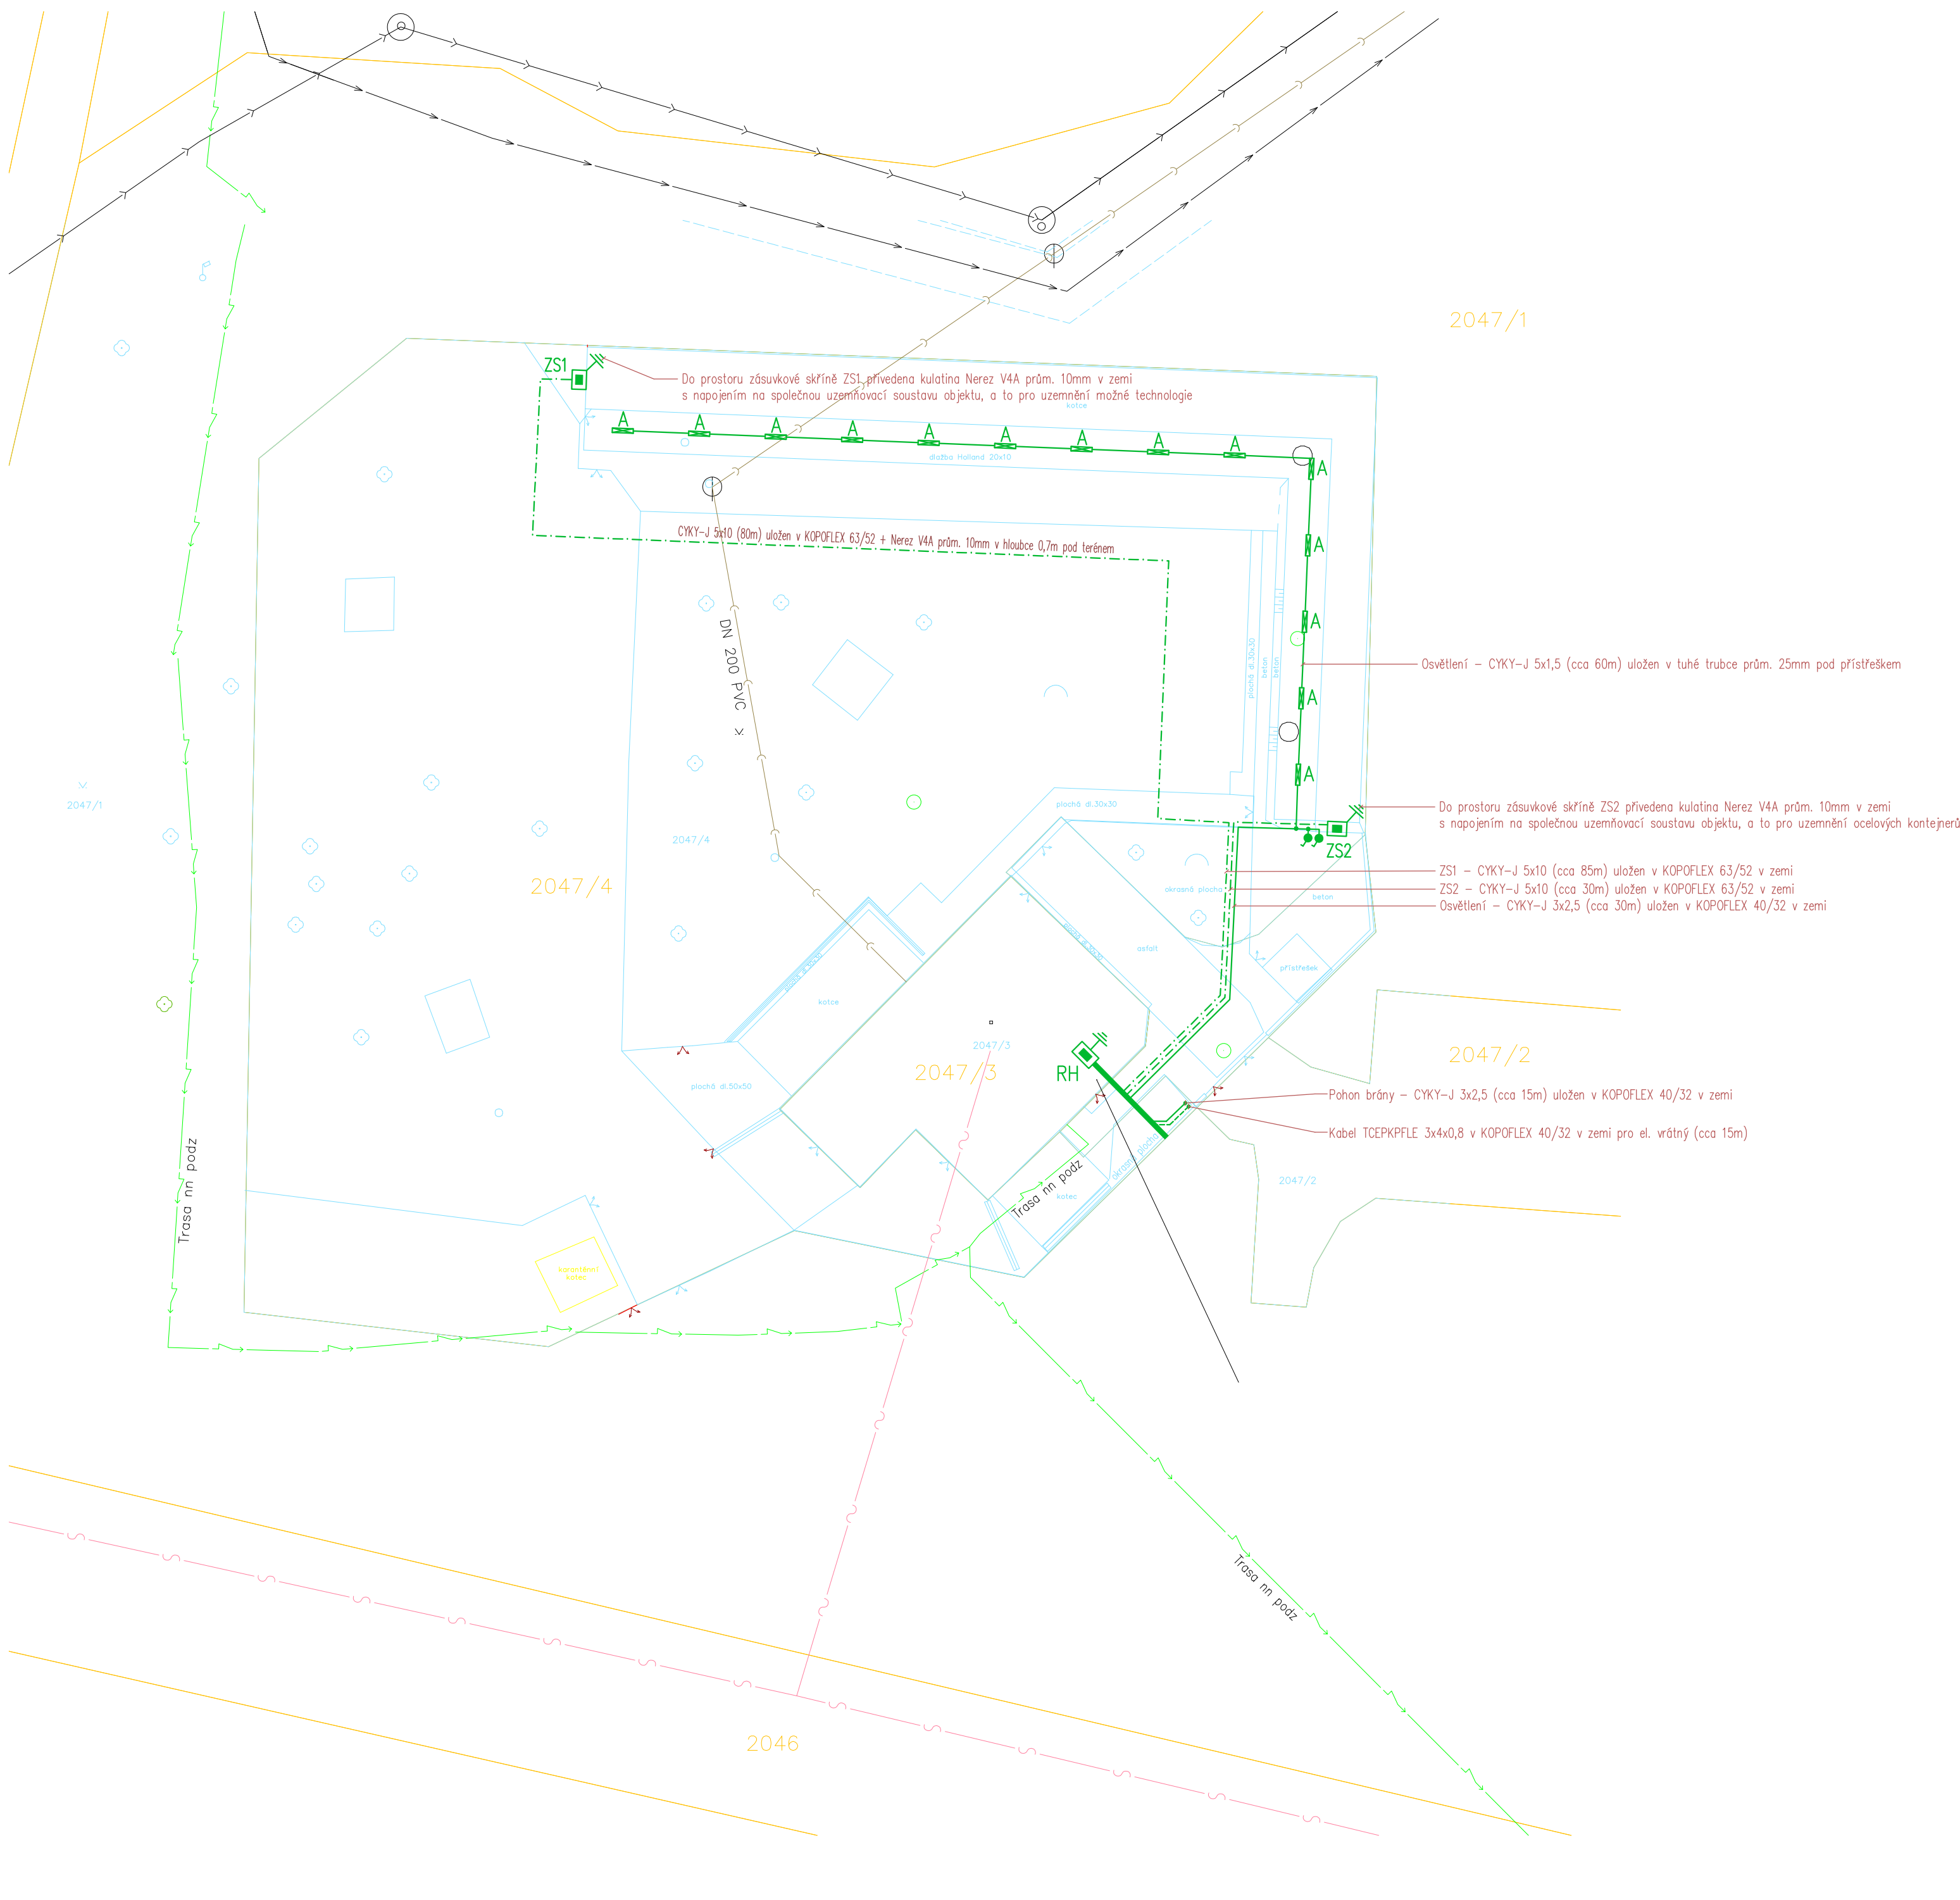 2047/1
ZS1
Do prostoru zásuvkové skříně ZS1 přivedena kulatina Nerez V4A prům. 10mm v zemi
s napojením na společnou uzemňovací soustavu objektu, a to pro uzemnění možné technologie
kotce
A A A A A A A A A
dlažba Holland 20x10
A
CYKY-J 5x10 (80m) uložen v KOPOFLEX 63/52 + Nerez V4A prům. 10mm v hloubce 0,7m pod terénem
A
A
DN 200 PVC
plochá dl.30x30
beton
beton
Osvětlení - CYKY-J 5x1,5 (cca 60m) uložen v tuhé trubce prům. 25mm pod přístřeškem
A
A
2047/1
plochá dl.30x30
Do prostoru zásuvkové skříně ZS2 přivedena kulatina Nerez V4A prům. 10mm v zemi
s napojením na společnou uzemňovací soustavu objektu, a to pro uzemnění ocelových kontejnerů
ZS2
2047/4
2047/4
ZS1 - CYKY-J 5x10 (cca 85m) uložen v KOPOFLEX 63/52 v zemi
okrasná plocha
ZS2 - CYKY-J 5x10 (cca 30m) uložen v KOPOFLEX 63/52 v zemi
beton
Osvětlení - CYKY-J 3x2,5 (cca 30m) uložen v KOPOFLEX 40/32 v zemi
asfalt
přístřešek
kotce
2047/3
2047/3
RH
2047/2
plochá dl.50x50
Pohon brány - CYKY-J 3x2,5 (cca 15m) uložen v KOPOFLEX 40/32 v zemi
Kabel TCEPKPFLE 3x4x0,8 v KOPOFLEX 40/32 v zemi pro el. vrátný (cca 15m)
okrasná plocha
Trasa nn podz
Trasa nn podz
kotec
2047/2
Trasa nn podz
2046